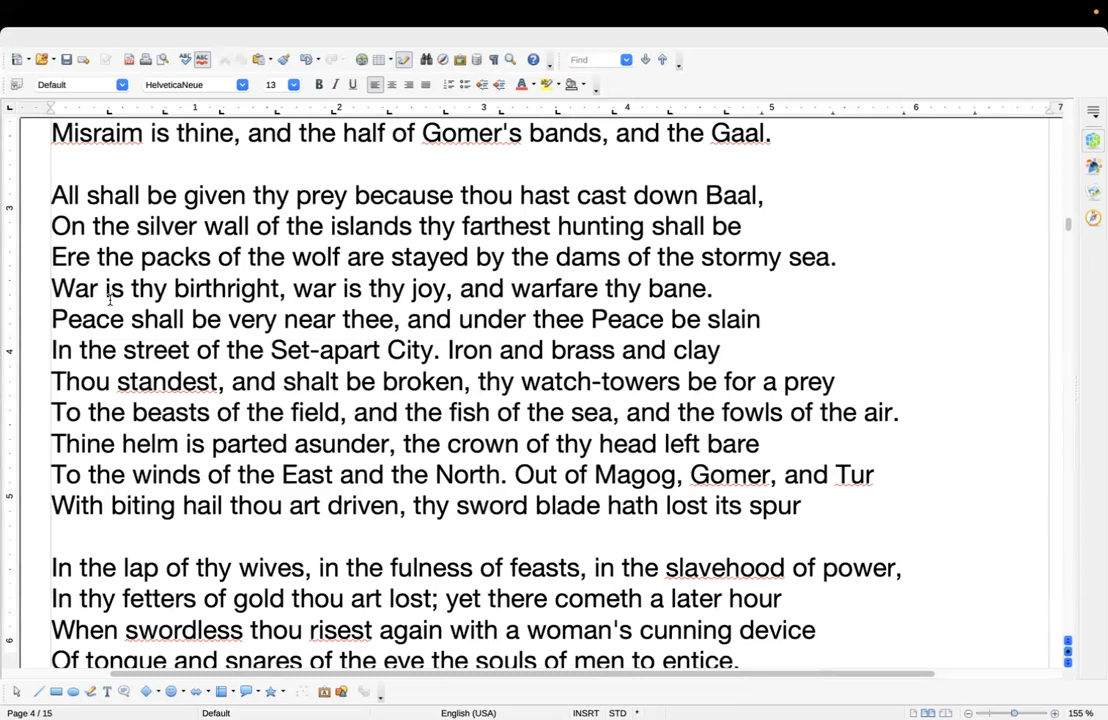 Find
Default
HelveticaNeue
13
B I U
1 2 3 4 5 6 7
Misraim is thine, and the half of Gomer's bands, and the Gaal.
All shall be given thy prey because thou hast cast down Baal,
On the silver wall of the islands thy farthest hunting shall be
Ere the packs of the wolf are stayed by the dams of the stormy sea.
War is thy birthright, war is thy joy, and warfare thy bane.
Peace shall be very near thee, and under thee Peace be slain
In the street of the Set-apart City. Iron and brass and clay
Thou standest, and shalt be broken, thy watch-towers be for a prey
To the beasts of the field, and the fish of the sea, and the fowls of the air.
Thine helm is parted asunder, the crown of thy head left bare
To the winds of the East and the North. Out of Magog, Gomer, and Tur
With biting hail thou art driven, thy sword blade hath lost its spur
In the lap of thy wives, in the fulness of feasts, in the slavehood of power,
In thy fetters of gold thou art lost; yet there cometh a later hour
When swordless thou risest again with a woman's cunning device
Of tongue and snares of the eye the souls of men to entice.
3
4
5
6
Page 4 / 15
Default
English (USA)
INSRT
STD
*
155 %